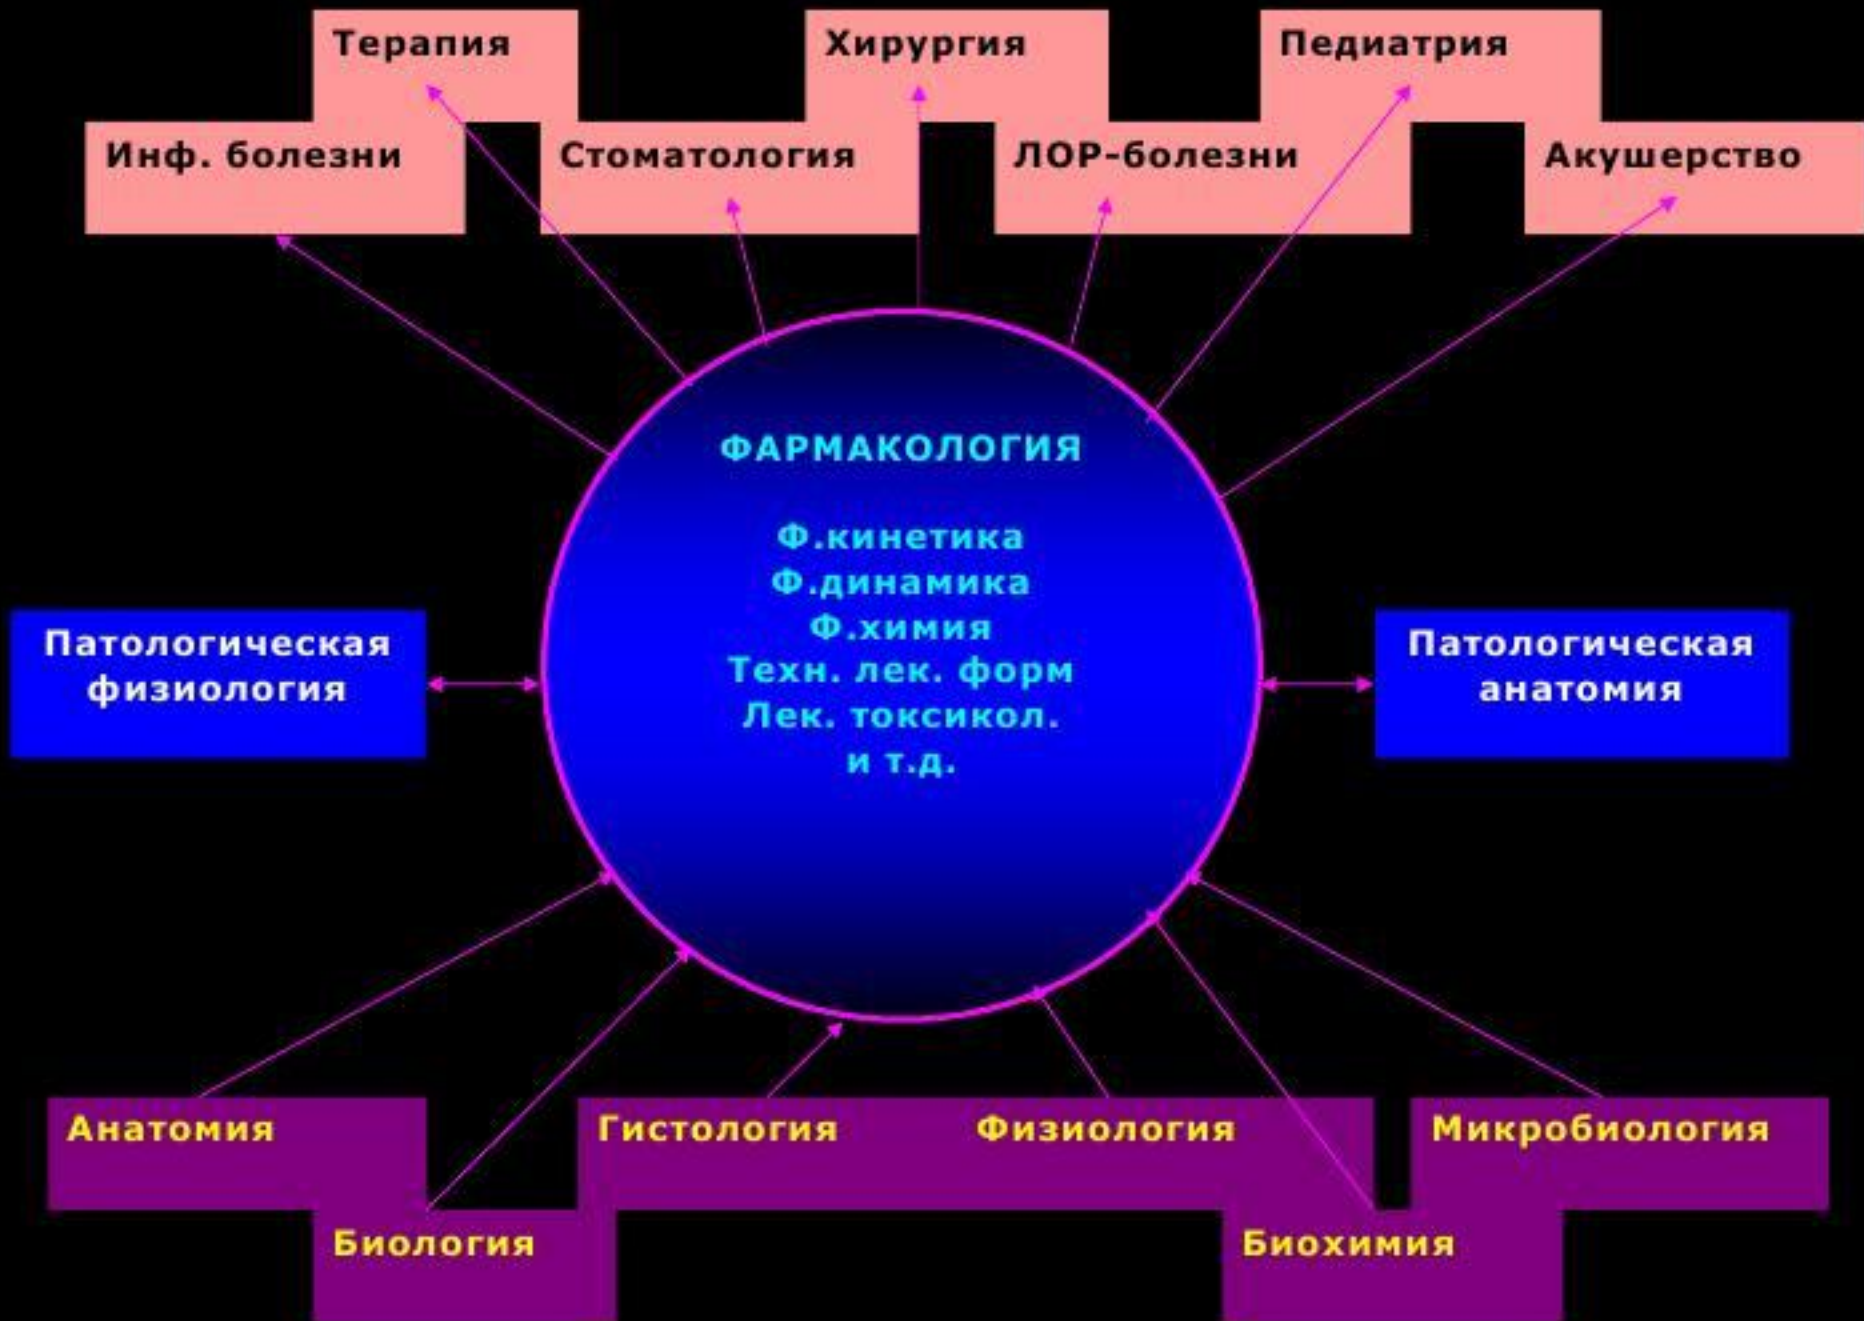 Терапия
Хирургия
Педиатрия
Инф. болезни
Стоматология
ЛОР-болезни
Акушерство
ФАРМАКОЛОГИЯ
Ф.кинетика
Ф.динамика
Ф.химия
Техн. лек. форм
Лек. токсикол.
и т.д.
Патологическая
физиология
Патологическая
анатомия
Анатомия
Гистология
Физиология
Микробиология
Биология
Биохимия